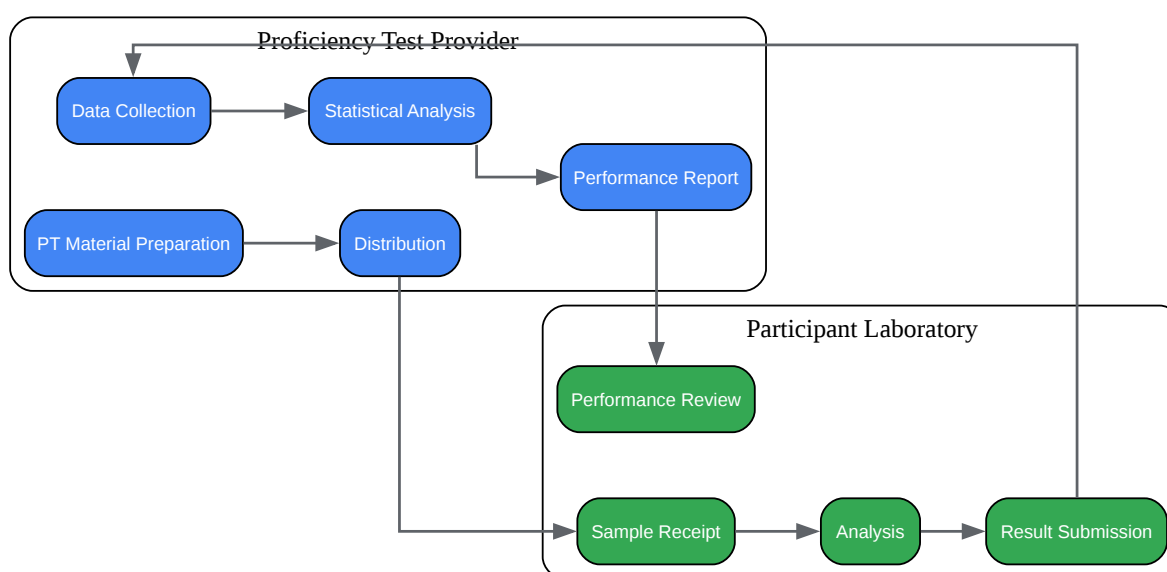 Proficiency Test Provider
Data Collection
Statistical Analysis
Performance Report
PT Material Preparation
Distribution
Participant Laboratory
Performance Review
Sample Receipt
Analysis
Result Submission